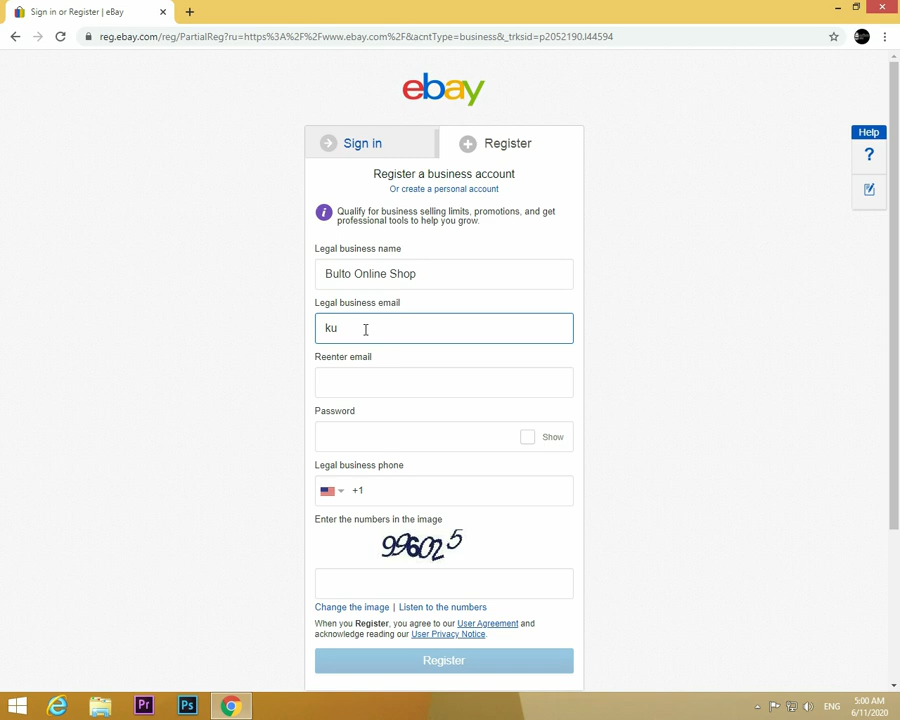 Sign in or Register | eBay
reg.ebay.com/reg/PartialReg?ru=https%3A%2F%2Fwww.ebay.com%2F&acntType=business&_trksid=p2052190.l44594
ebay
Sign in
Register
Help
?
Register a business account
Or create a personal account
i Qualify for business selling limits, promotions, and get
professional tools to help you grow.
Legal business name
Bulto Online Shop
Legal business email
ku
Reenter email
Password
Show
Legal business phone
+1
Enter the numbers in the image
996025
Change the image | Listen to the numbers
When you Register, you agree to our User Agreement and
acknowledge reading our User Privacy Notice.
Register
Pr
Ps
ENG
5:00 AM
6/11/2020